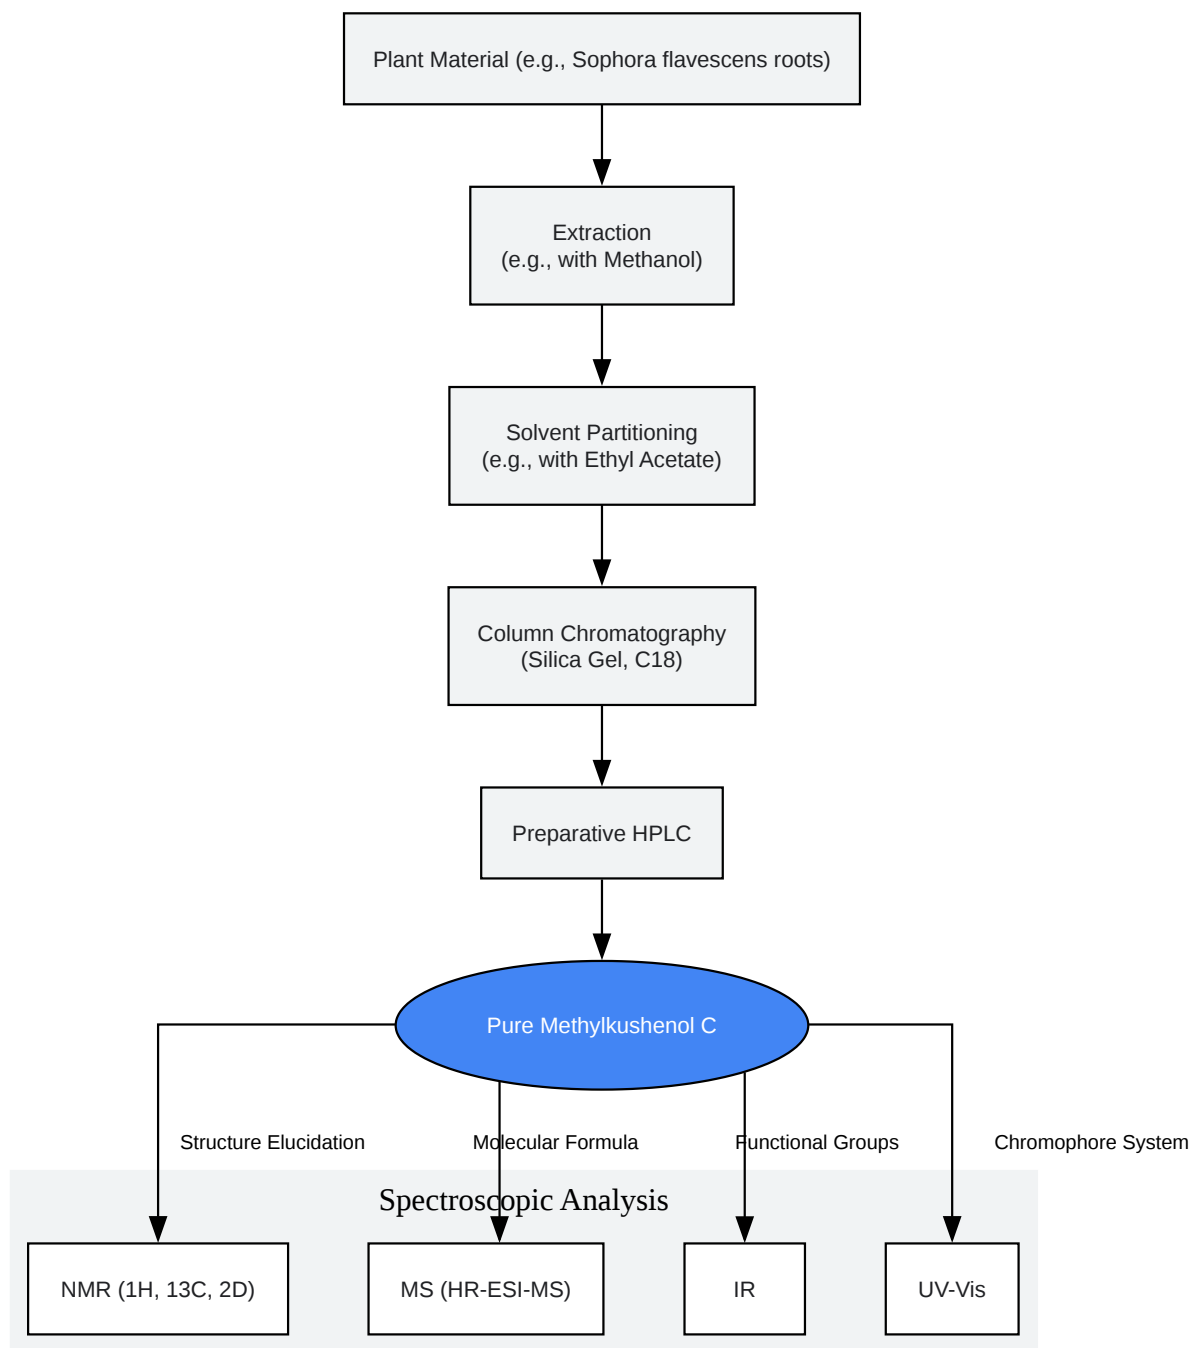 Plant Material (e.g., Sophora flavescens roots)
Extraction
(e.g., with Methanol)
Solvent Partitioning
(e.g., with Ethyl Acetate)
Column Chromatography
(Silica Gel, C18)
Preparative HPLC
Pure Methylkushenol C
Structure Elucidation
Molecular Formula
Functional Groups
Chromophore System
Spectroscopic Analysis
NMR (1H, 13C, 2D)
MS (HR-ESI-MS)
IR
UV-Vis